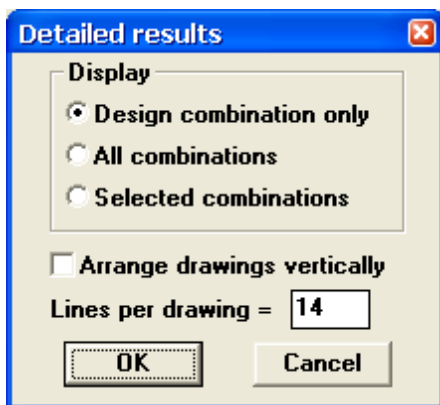 Detailed results
Display
Design combination only
All combinations
Selected combinations
Arrange drawings vertically
Lines per drawing = 14
OK Cancel